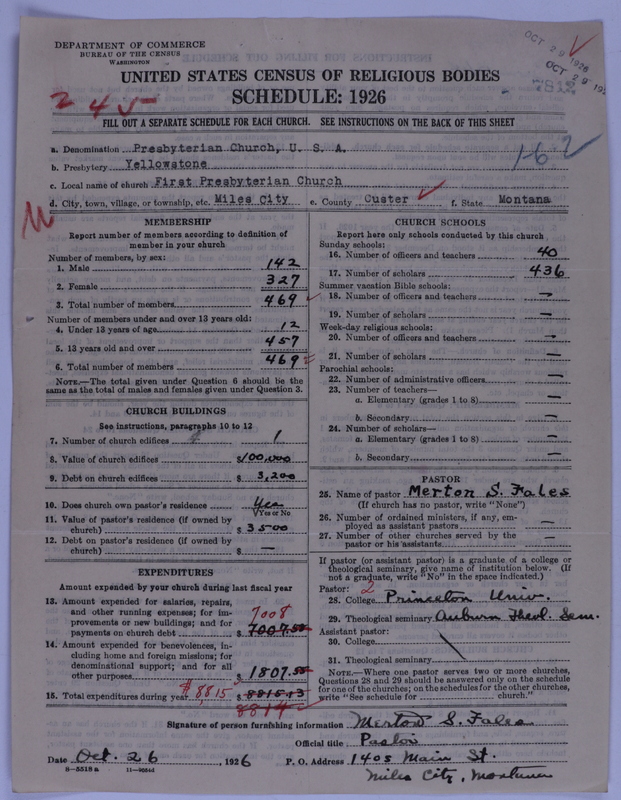 DEPARTMENT OF COMMERCE
BUREAU OF THE CENSUS
WASHINGTON
OCT 29 1926
OCT 29 192
UNITED STATES CENSUS OF RELIGIOUS BODIES
SCHEDULE: 1926
2 4 5
FILL OUT A SEPARATE SCHEDULE FOR EACH CHURCH. SEE INSTRUCTIONS ON THE BACK OF THIS SHEET
a. Denomination Presbyterian Church, U. S. A.
162
b. Presbytery Yellowstone
c. Local name of church First Presbyterian Church
d. City, town, village, or township, etc. Miles City e. County Custer f. State Montana
MEMBERSHIP
Report number of members according to definition of
member in your church
Number of members, by sex:
1. Male 142
2. Female 327
3. Total number of members 469
Number of members under and over 13 years old:
4. Under 13 years of age 12
5. 13 years old and over 457
6. Total number of members 469
NOTE.—The total given under Question 6 should be the
same as the total of males and females given under Question 3.
CHURCH BUILDINGS
See instructions, paragraphs 10 to 12
7. Number of church edifices 1
8. Value of church edifices $100,000
9. Debt on church edifices $ 3,200
10. Does church own pastor's residence Yes
Yes or No
11. Value of pastor's residence (if owned by
church) $ 3500
12. Debt on pastor's residence (if owned by
church) $ —
EXPENDITURES
Amount expended by your church during last fiscal year
13. Amount expended for salaries, repairs,
and other running expenses; for im-
provements or new buildings; and for
7008
payments on church debt $ 7007.55
14. Amount expended for benevolences, in-
cluding home and foreign missions; for
denominational support; and for all
other purposes $ 1807.58
15. Total expenditures during year $8815 $ 8815.13
8814
CHURCH SCHOOLS
Report here only schools conducted by this church
Sunday schools:
16. Number of officers and teachers 40
17. Number of scholars 436
Summer vacation Bible schools:
18. Number of officers and teachers —
19. Number of scholars —
Week-day religious schools:
20. Number of officers and teachers —
21. Number of scholars —
Parochial schools:
22. Number of administrative officers —
23. Number of teachers—
a. Elementary (grades 1 to 8) —
b. Secondary —
24. Number of scholars—
a. Elementary (grades 1 to 8) —
b. Secondary —
PASTOR
25. Name of pastor Merton S. Fales
(If church has no pastor, write "None")
26. Number of ordained ministers, if any, em-
ployed as assistant pastors —
27. Number of other churches served by the
pastor or his assistants —
If pastor (or assistant pastor) is a graduate of a college or
theological seminary, give name of institution below. (If
not a graduate, write "No" in the space indicated.)
Pastor: 2
28. College Princeton Univ.
29. Theological seminary Auburn Theol. Sem.
Assistant pastor:
30. College
31. Theological seminary
NOTE.—Where one pastor serves two or more churches,
Questions 28 and 29 should be answered only on the schedule
for one of the churches; on the schedules for the other churches,
write "See schedule for church."
Signature of person furnishing information Merton S. Fales
Official title Pastor
Date Oct. 26, 1926 P. O. Address 1405 Main St.
8—5518 a
Miles City, Montana